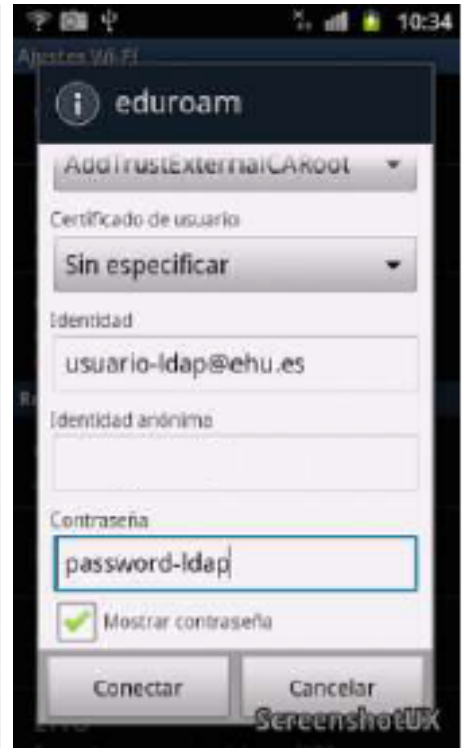 10:34
Ajustes Wi-Fi
eduroam
AddTrustExternalCARoot
Certificado de usuario
Sin especificar
Identidad
usuario-ldap@ehu.es
Identidad anónima
Contraseña
password-ldap
Mostrar contraseña
Conectar Cancelar
ScreenshotUX